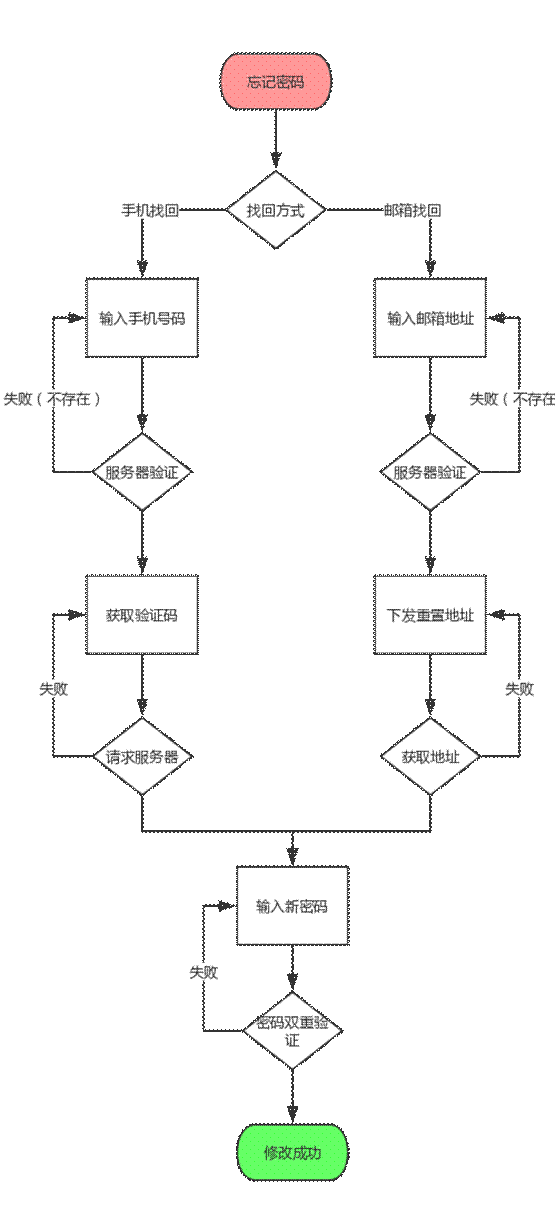 忘记密码
手机找回
找回方式
邮箱找回
输入手机号码
输入邮箱地址
失败（不存在）
失败（不存在
服务器验证
服务器验证
获取验证码
下发重置地址
失败
失败
请求服务器
获取地址
输入新密码
失败
密码双重验
证
修改成功